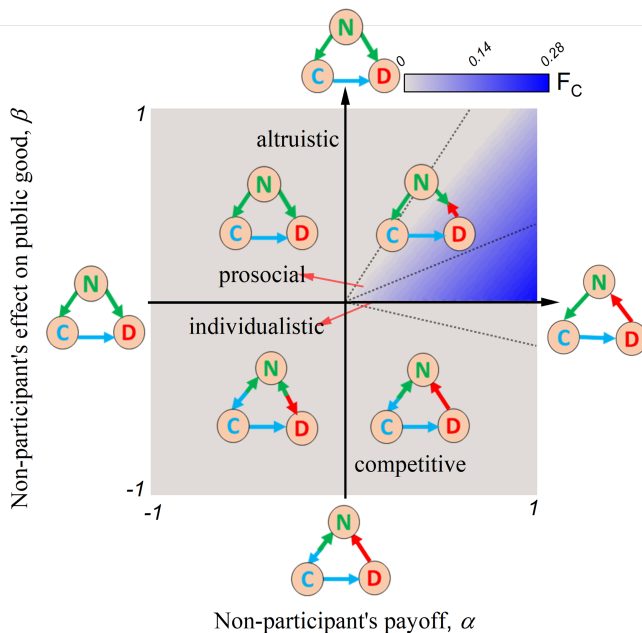 N
C D
0 0.14 0.28
F_C
1
altruistic
N
C D
N
C D
prosocial
N
C D
N
C D
individualistic
N
C D
N
C D
competitive
-1
-1 1
N
C D
Non-participant's effect on public good, β
Non-participant's payoff, α